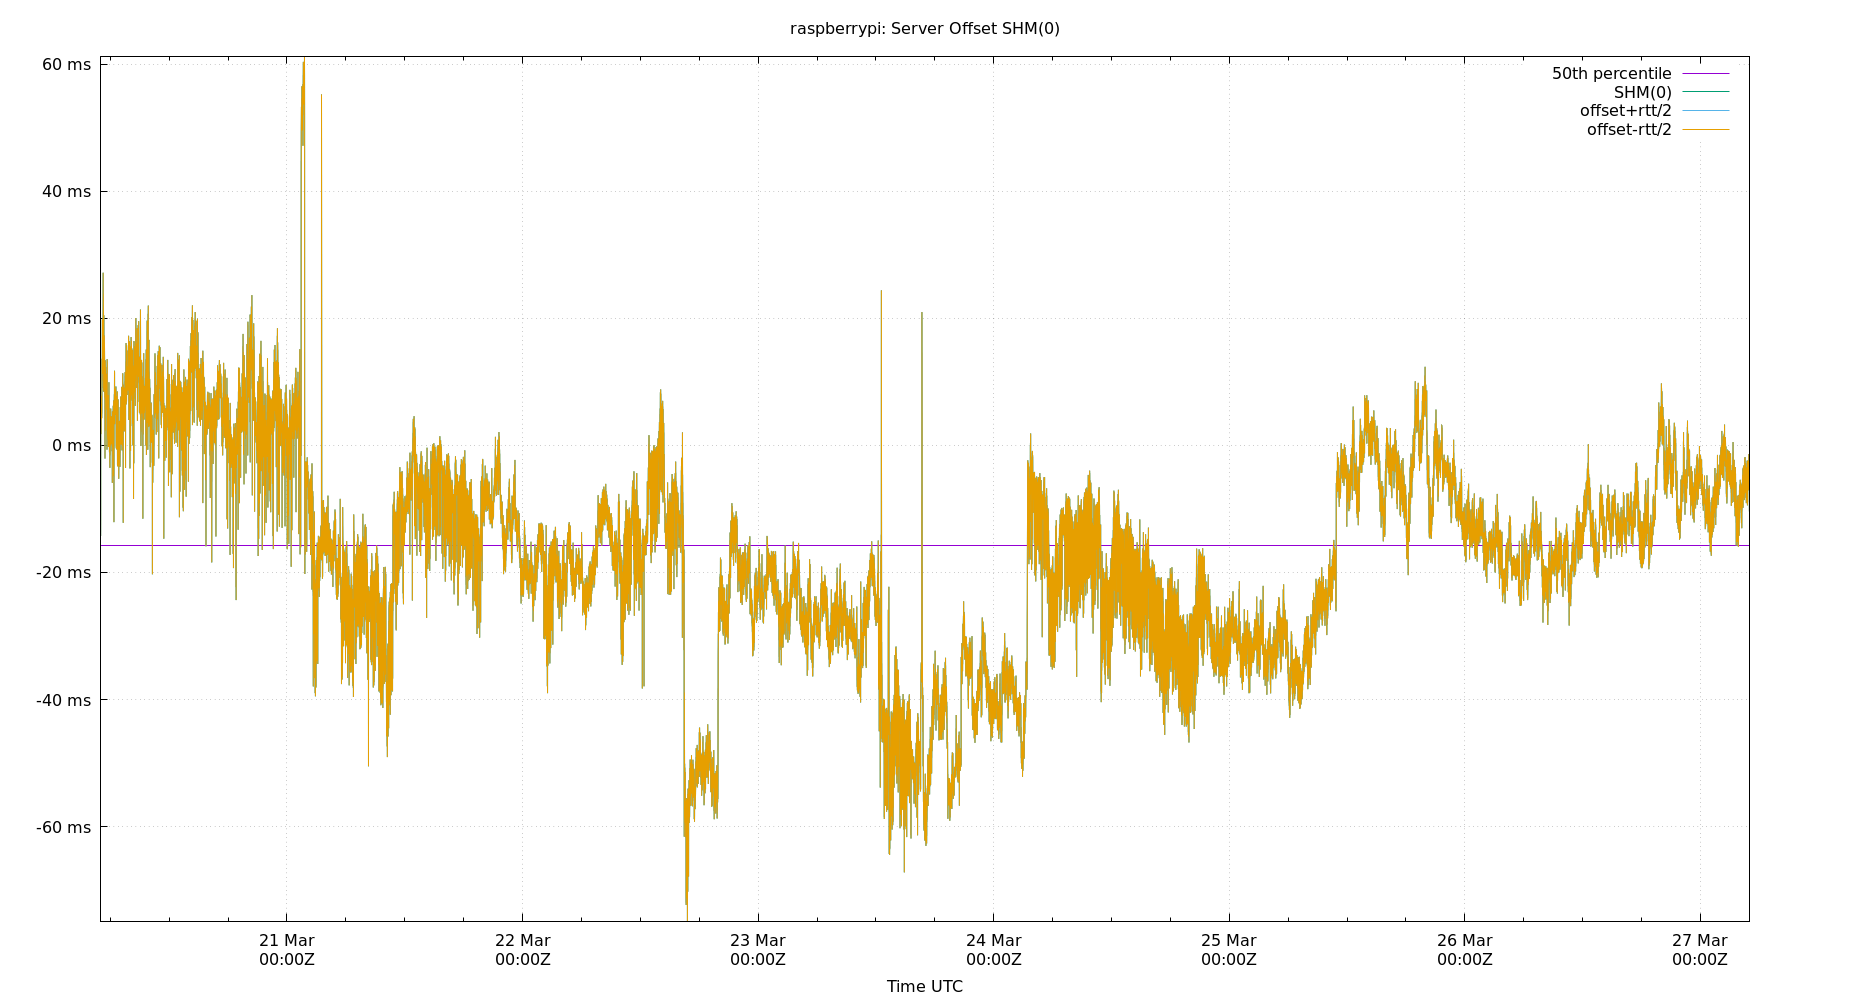 raspberrypi: Server Offset SHM(0)
60 ms
40 ms
20 ms
0 ms
-20 ms
-40 ms
-60 ms
50th percentile
SHM(0)
offset+rtt/2
offset-rtt/2
21 Mar
00:00Z
22 Mar
00:00Z
23 Mar
00:00Z
24 Mar
00:00Z
25 Mar
00:00Z
26 Mar
00:00Z
27 Mar
00:00Z
Time UTC